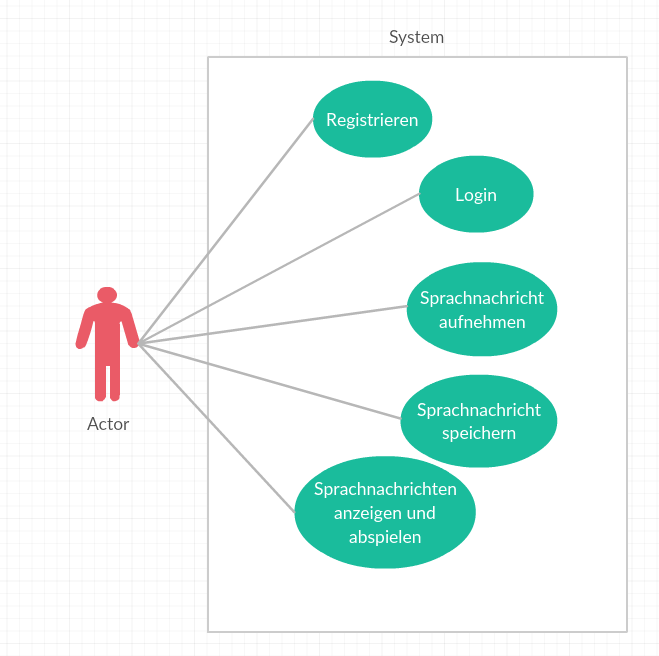 System
Registrieren
Login
Sprachnachricht
aufnehmen
Sprachnachricht
speichern
Actor
Sprachnachrichten
anzeigen und
abspielen